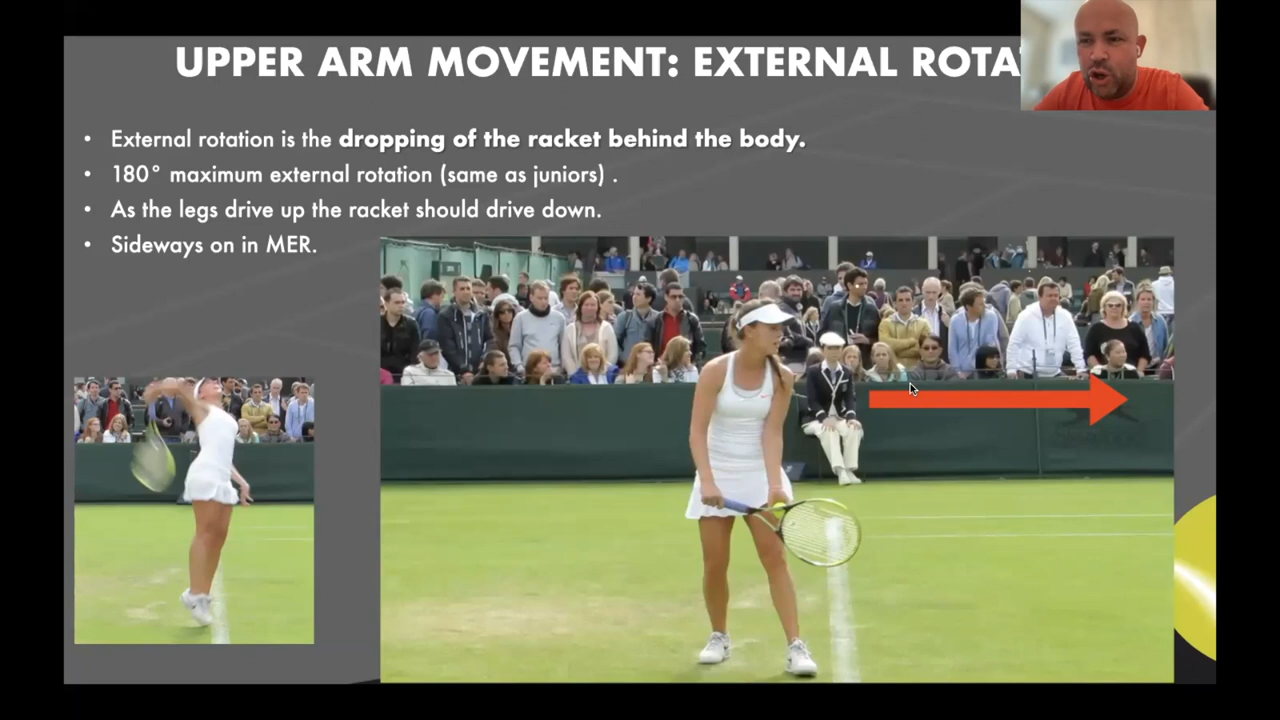 UPPER ARM MOVEMENT: EXTERNAL ROTA
• External rotation is the dropping of the racket behind the body.
• 180° maximum external rotation (same as juniors) .
• As the legs drive up the racket should drive down.
• Sideways on in MER.